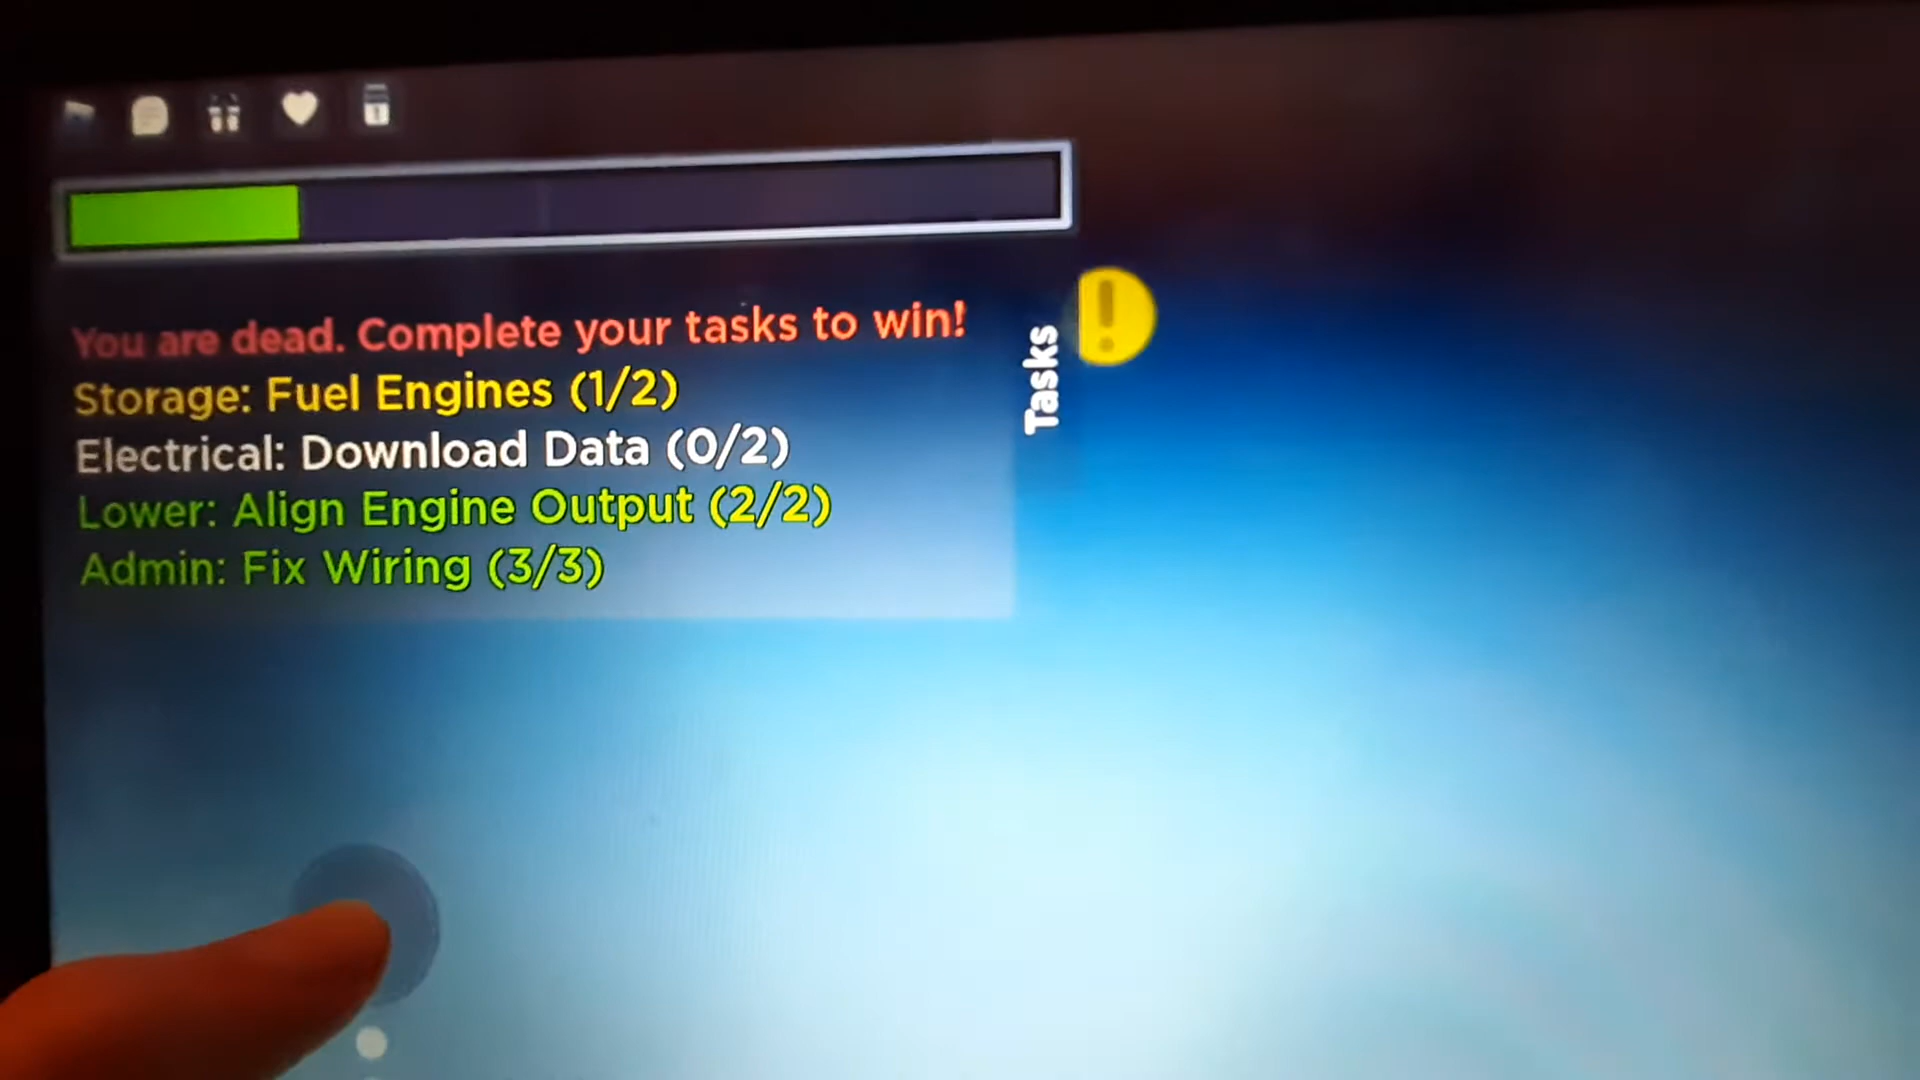 You are dead. Complete your tasks to win!
Storage: Fuel Engines (1/2)
Electrical: Download Data (0/2)
Lower: Align Engine Output (2/2)
Admin: Fix Wiring (3/3)
Tasks
!